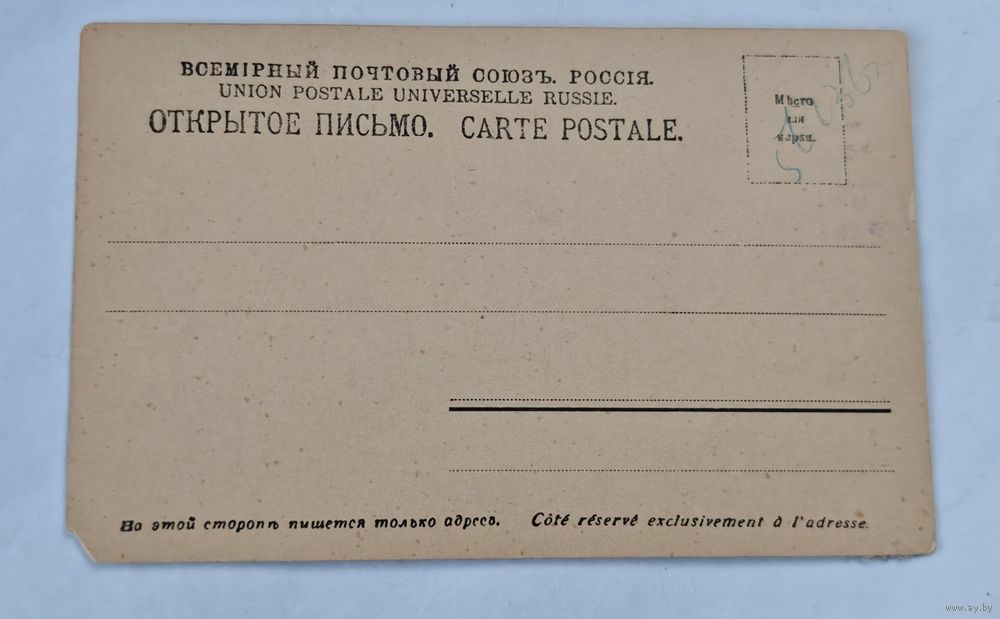 ВСЕМІРНЫЙ ПОЧТОВЫЙ СОЮЗЪ. РОССІЯ.
UNION POSTALE UNIVERSELLE RUSSIE.
ОТКРЫТОЕ ПИСЬМО. CARTE POSTALE.
Мѣсто
для
марки.
На этой сторонѣ пишется только адресъ. Côté réservé exclusivement à l'adresse.
www.ay.by